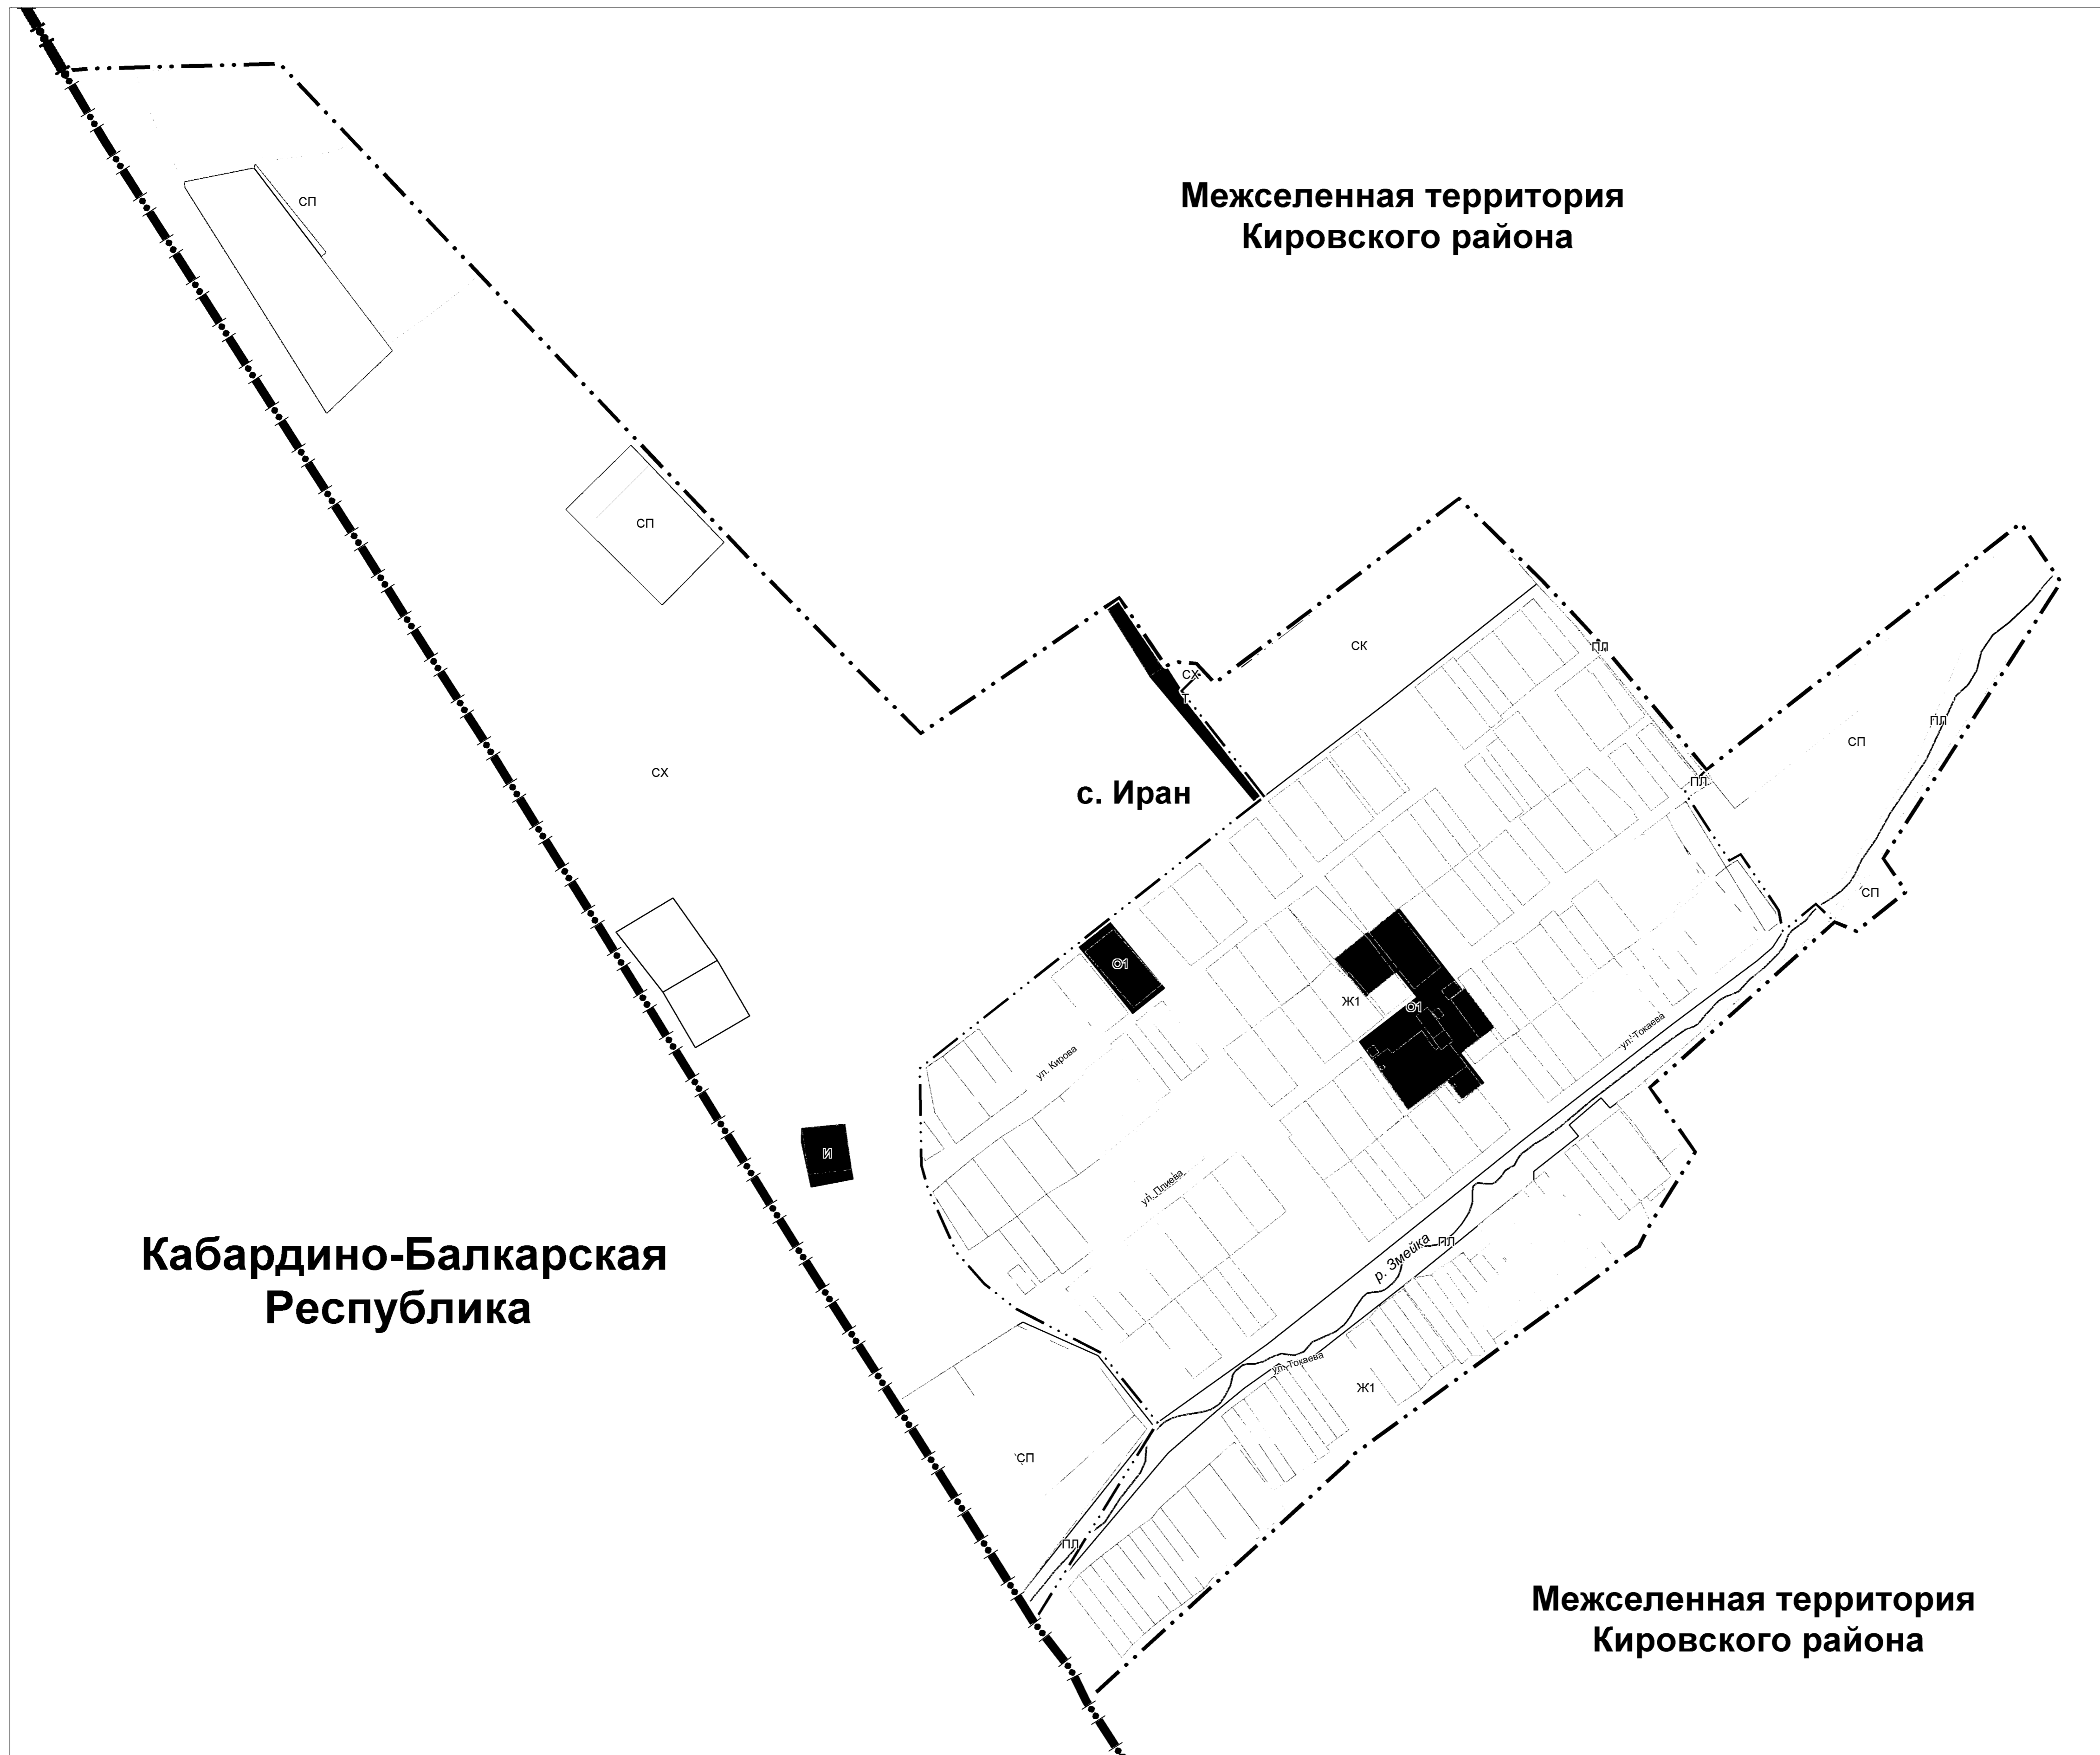 Межселенная территория
Кировского района
СП
СП
СК
ПЛ
СХ
Т
ПЛ
СП
СХ
ПЛ
с. Иран
СП
О1
Ж1
О1
ул. Токаева
ул. Кирова
И
ул. Плиева
Кабардино-Балкарская
Республика
р. Змейка
ПЛ
ул. Токаева
Ж1
СП
ПЛ
Межселенная территория
Кировского района